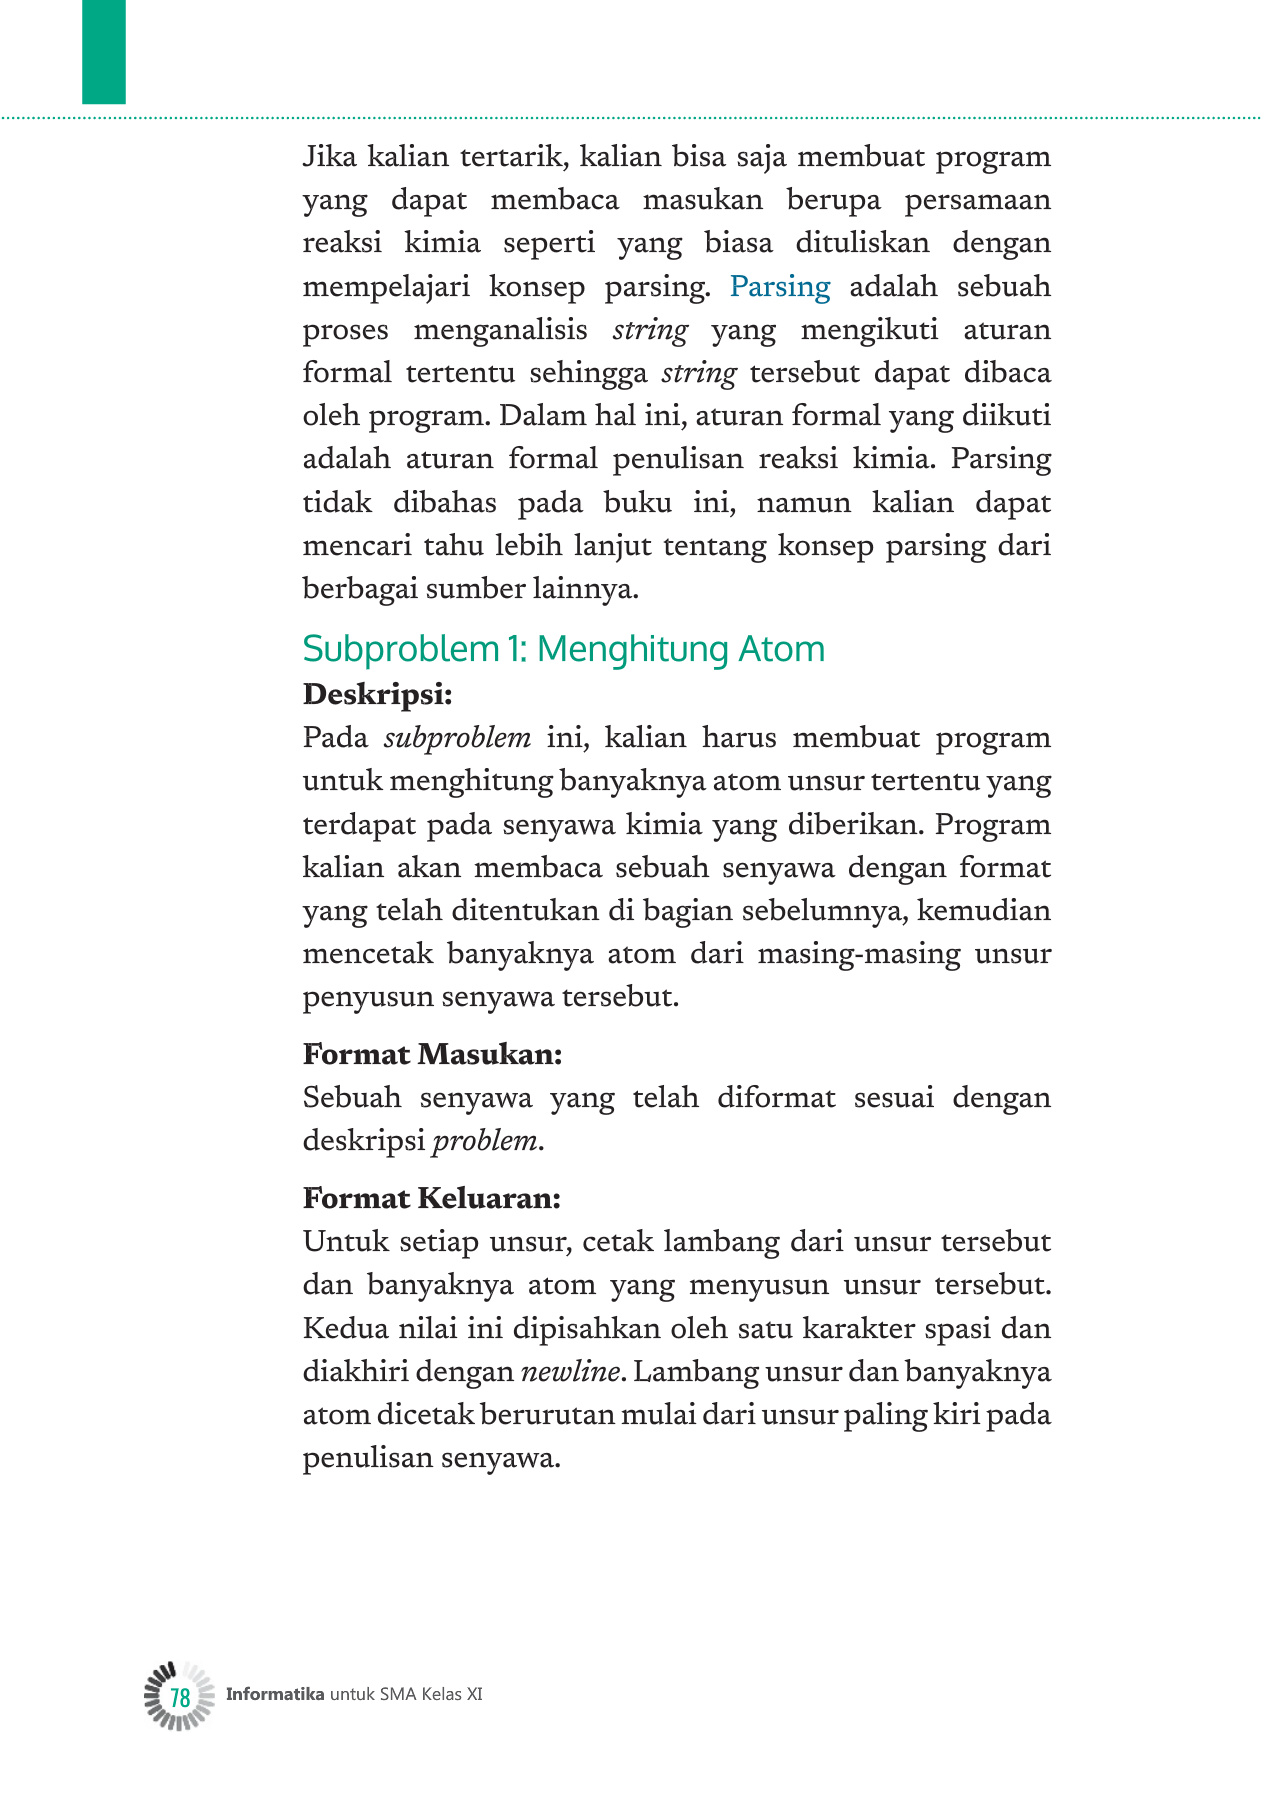 Jika kalian tertarik, kalian bisa saja membuat program
yang dapat membaca masukan berupa persamaan
reaksi kimia seperti yang biasa dituliskan dengan
mempelajari konsep parsing. Parsing adalah sebuah
proses menganalisis string yang mengikuti aturan
formal tertentu sehingga string tersebut dapat dibaca
oleh program. Dalam hal ini, aturan formal yang diikuti
adalah aturan formal penulisan reaksi kimia. Parsing
tidak dibahas pada buku ini, namun kalian dapat
mencari tahu lebih lanjut tentang konsep parsing dari
berbagai sumber lainnya.
Subproblem 1: Menghitung Atom
Deskripsi:
Pada subproblem ini, kalian harus membuat program
untuk menghitung banyaknya atom unsur tertentu yang
terdapat pada senyawa kimia yang diberikan. Program
kalian akan membaca sebuah senyawa dengan format
yang telah ditentukan di bagian sebelumnya, kemudian
mencetak banyaknya atom dari masing-masing unsur
penyusun senyawa tersebut.
Format Masukan:
Sebuah senyawa yang telah diformat sesuai dengan
deskripsi problem.
Format Keluaran:
Untuk setiap unsur, cetak lambang dari unsur tersebut
dan banyaknya atom yang menyusun unsur tersebut.
Kedua nilai ini dipisahkan oleh satu karakter spasi dan
diakhiri dengan newline. Lambang unsur dan banyaknya
atom dicetak berurutan mulai dari unsur paling kiri pada
penulisan senyawa.
78 Informatika untuk SMA Kelas XI